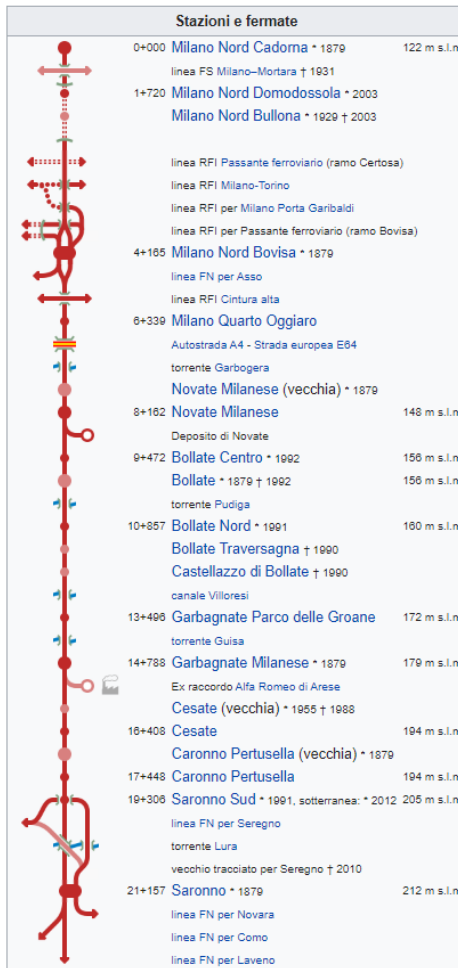 Stazioni e fermate
0+000 Milano Nord Cadorna * 1879 122 m s.l.m
linea FS Milano–Mortara † 1931
1+720 Milano Nord Domodossola * 2003
Milano Nord Bullona * 1929 † 2003
linea RFI Passante ferroviario (ramo Certosa)
linea RFI Milano-Torino
linea RFI per Milano Porta Garibaldi
linea RFI per Passante ferroviario (ramo Bovisa)
4+165 Milano Nord Bovisa * 1879
linea FN per Asso
linea RFI Cintura alta
6+339 Milano Quarto Oggiaro
Autostrada A4 - Strada europea E64
torrente Garbogera
Novate Milanese (vecchia) * 1879
8+162 Novate Milanese 148 m s.l.m
Deposito di Novate
9+472 Bollate Centro * 1992 156 m s.l.m
Bollate * 1879 † 1992 156 m s.l.m
torrente Pudiga
10+857 Bollate Nord * 1991 160 m s.l.m
Bollate Traversagna † 1990
Castellazzo di Bollate † 1990
canale Villoresi
13+496 Garbagnate Parco delle Groane 172 m s.l.m
torrente Guisa
14+788 Garbagnate Milanese * 1879 179 m s.l.m
Ex raccordo Alfa Romeo di Arese
Cesate (vecchia) * 1955 † 1988
16+408 Cesate 194 m s.l.m
Caronno Pertusella (vecchia) * 1879
17+448 Caronno Pertusella 194 m s.l.m
19+306 Saronno Sud * 1991, sotterranea: * 2012 205 m s.l.m
linea FN per Seregno
torrente Lura
vecchio tracciato per Seregno † 2010
21+157 Saronno * 1879 212 m s.l.m
linea FN per Novara
linea FN per Como
linea FN per Laveno